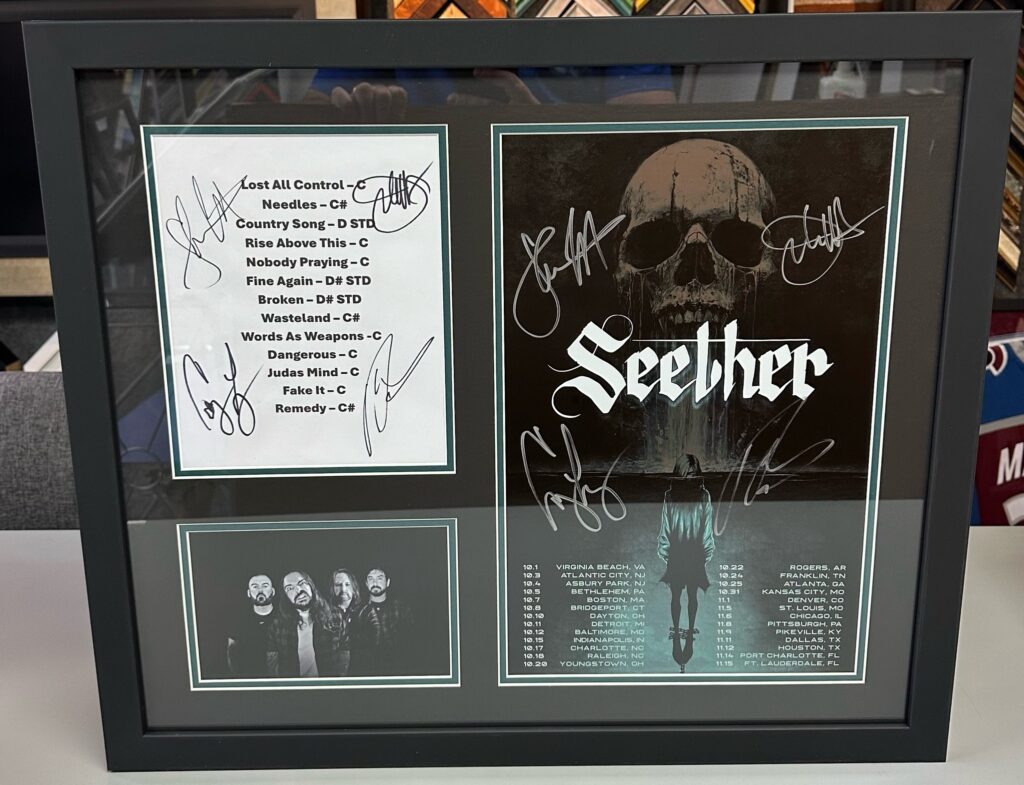 Lost All Control – C
Needles – C#
Country Song – D STD
Rise Above This – C
Nobody Praying – C
Fine Again – D# STD
Broken – D# STD
Wasteland – C#
Words As Weapons -C
Dangerous – C
Judas Mind – C
Fake It – C
Remedy – C#
Seether
10.1 VIRGINIA BEACH, VA
10.3 ATLANTIC CITY, NJ
10.4 ASBURY PARK, NJ
10.5 BETHLEHEM, PA
10.7 BOSTON, MA
10.8 BRIDGEPORT, CT
10.10 DAYTON, OH
10.11 DETROIT, MI
10.12 BALTIMORE, MD
10.15 INDIANAPOLIS, IN
10.17 CHARLOTTE, NC
10.18 RALEIGH, NC
10.20 YOUNGSTOWN, OH
10.22 ROGERS, AR
10.24 FRANKLIN, TN
10.25 ATLANTA, GA
10.31 KANSAS CITY, MO
11.1 DENVER, CO
11.5 ST. LOUIS, MO
11.6 CHICAGO, IL
11.8 PITTSBURGH, PA
11.9 PIKEVILLE, KY
11.11 DALLAS, TX
11.12 HOUSTON, TX
11.14 PORT CHARLOTTE, FL
11.15 FT. LAUDERDALE, FL